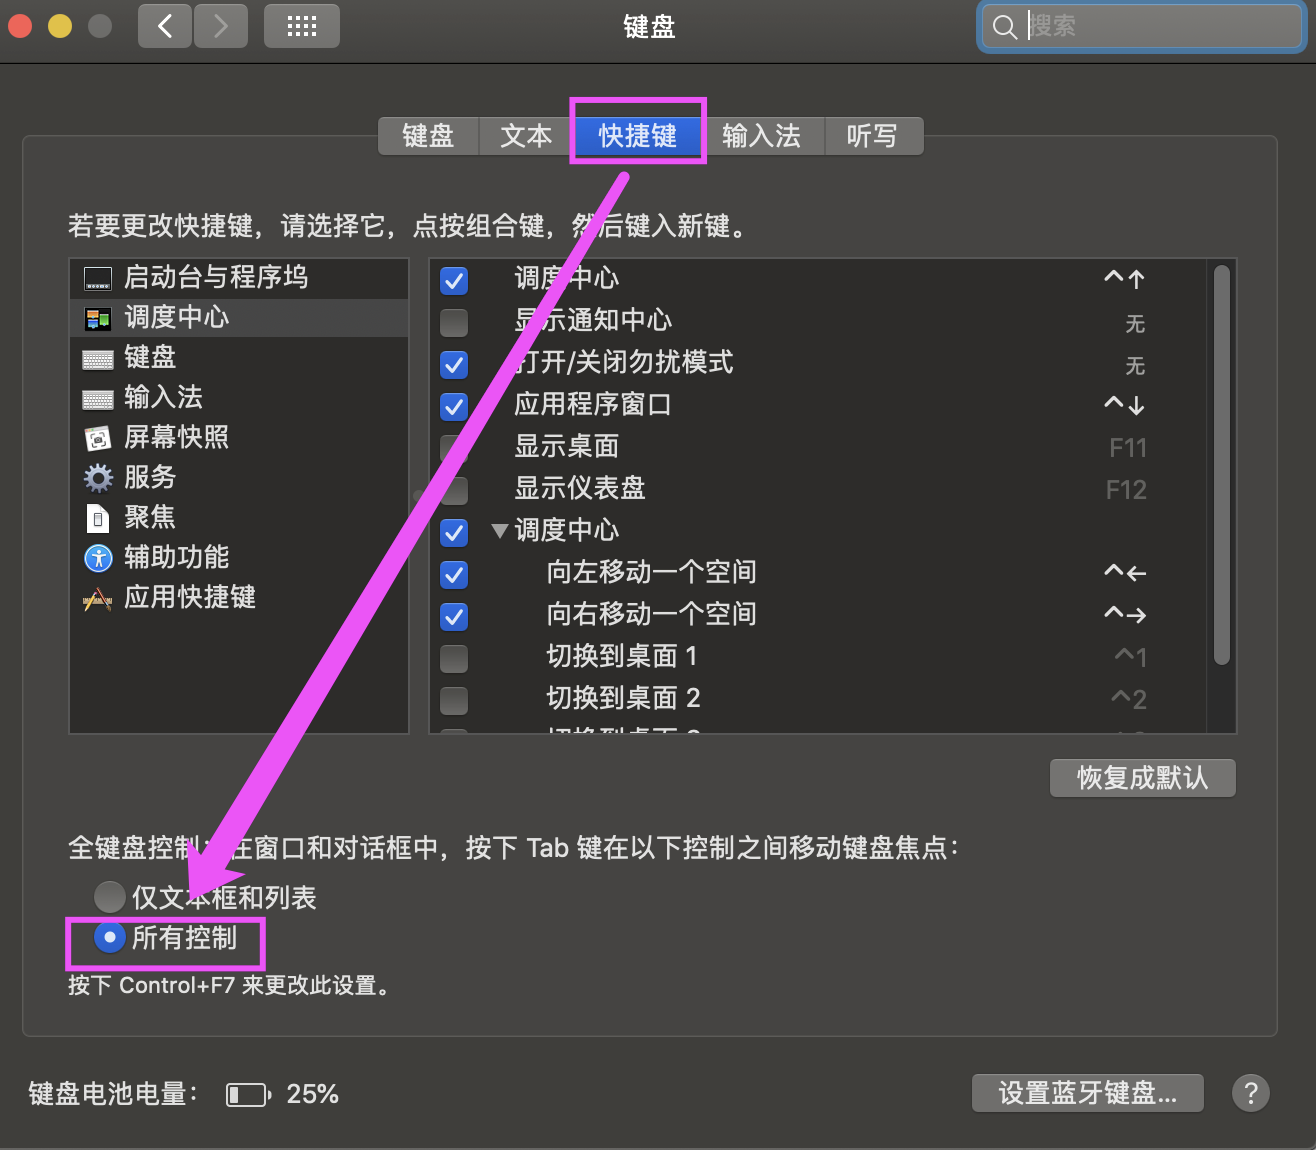 键盘
搜索
键盘 文本 快捷键 输入法 听写
若要更改快捷键，请选择它，点按组合键，然后键入新键。
启动台与程序坞
调度中心
键盘
输入法
屏幕快照
服务
聚焦
辅助功能
应用快捷键
调度中心 ^↑
显示通知中心 无
打开/关闭勿扰模式 无
应用程序窗口 ^↓
显示桌面 F11
显示仪表盘 F12
调度中心
向左移动一个空间 ^←
向右移动一个空间 ^→
切换到桌面 1 ^1
切换到桌面 2 ^2
恢复成默认
全键盘控制：在窗口和对话框中，按下 Tab 键在以下控制之间移动键盘焦点：
仅文本框和列表
所有控制
按下 Control+F7 来更改此设置。
键盘电池电量： 25%
设置蓝牙键盘... ?